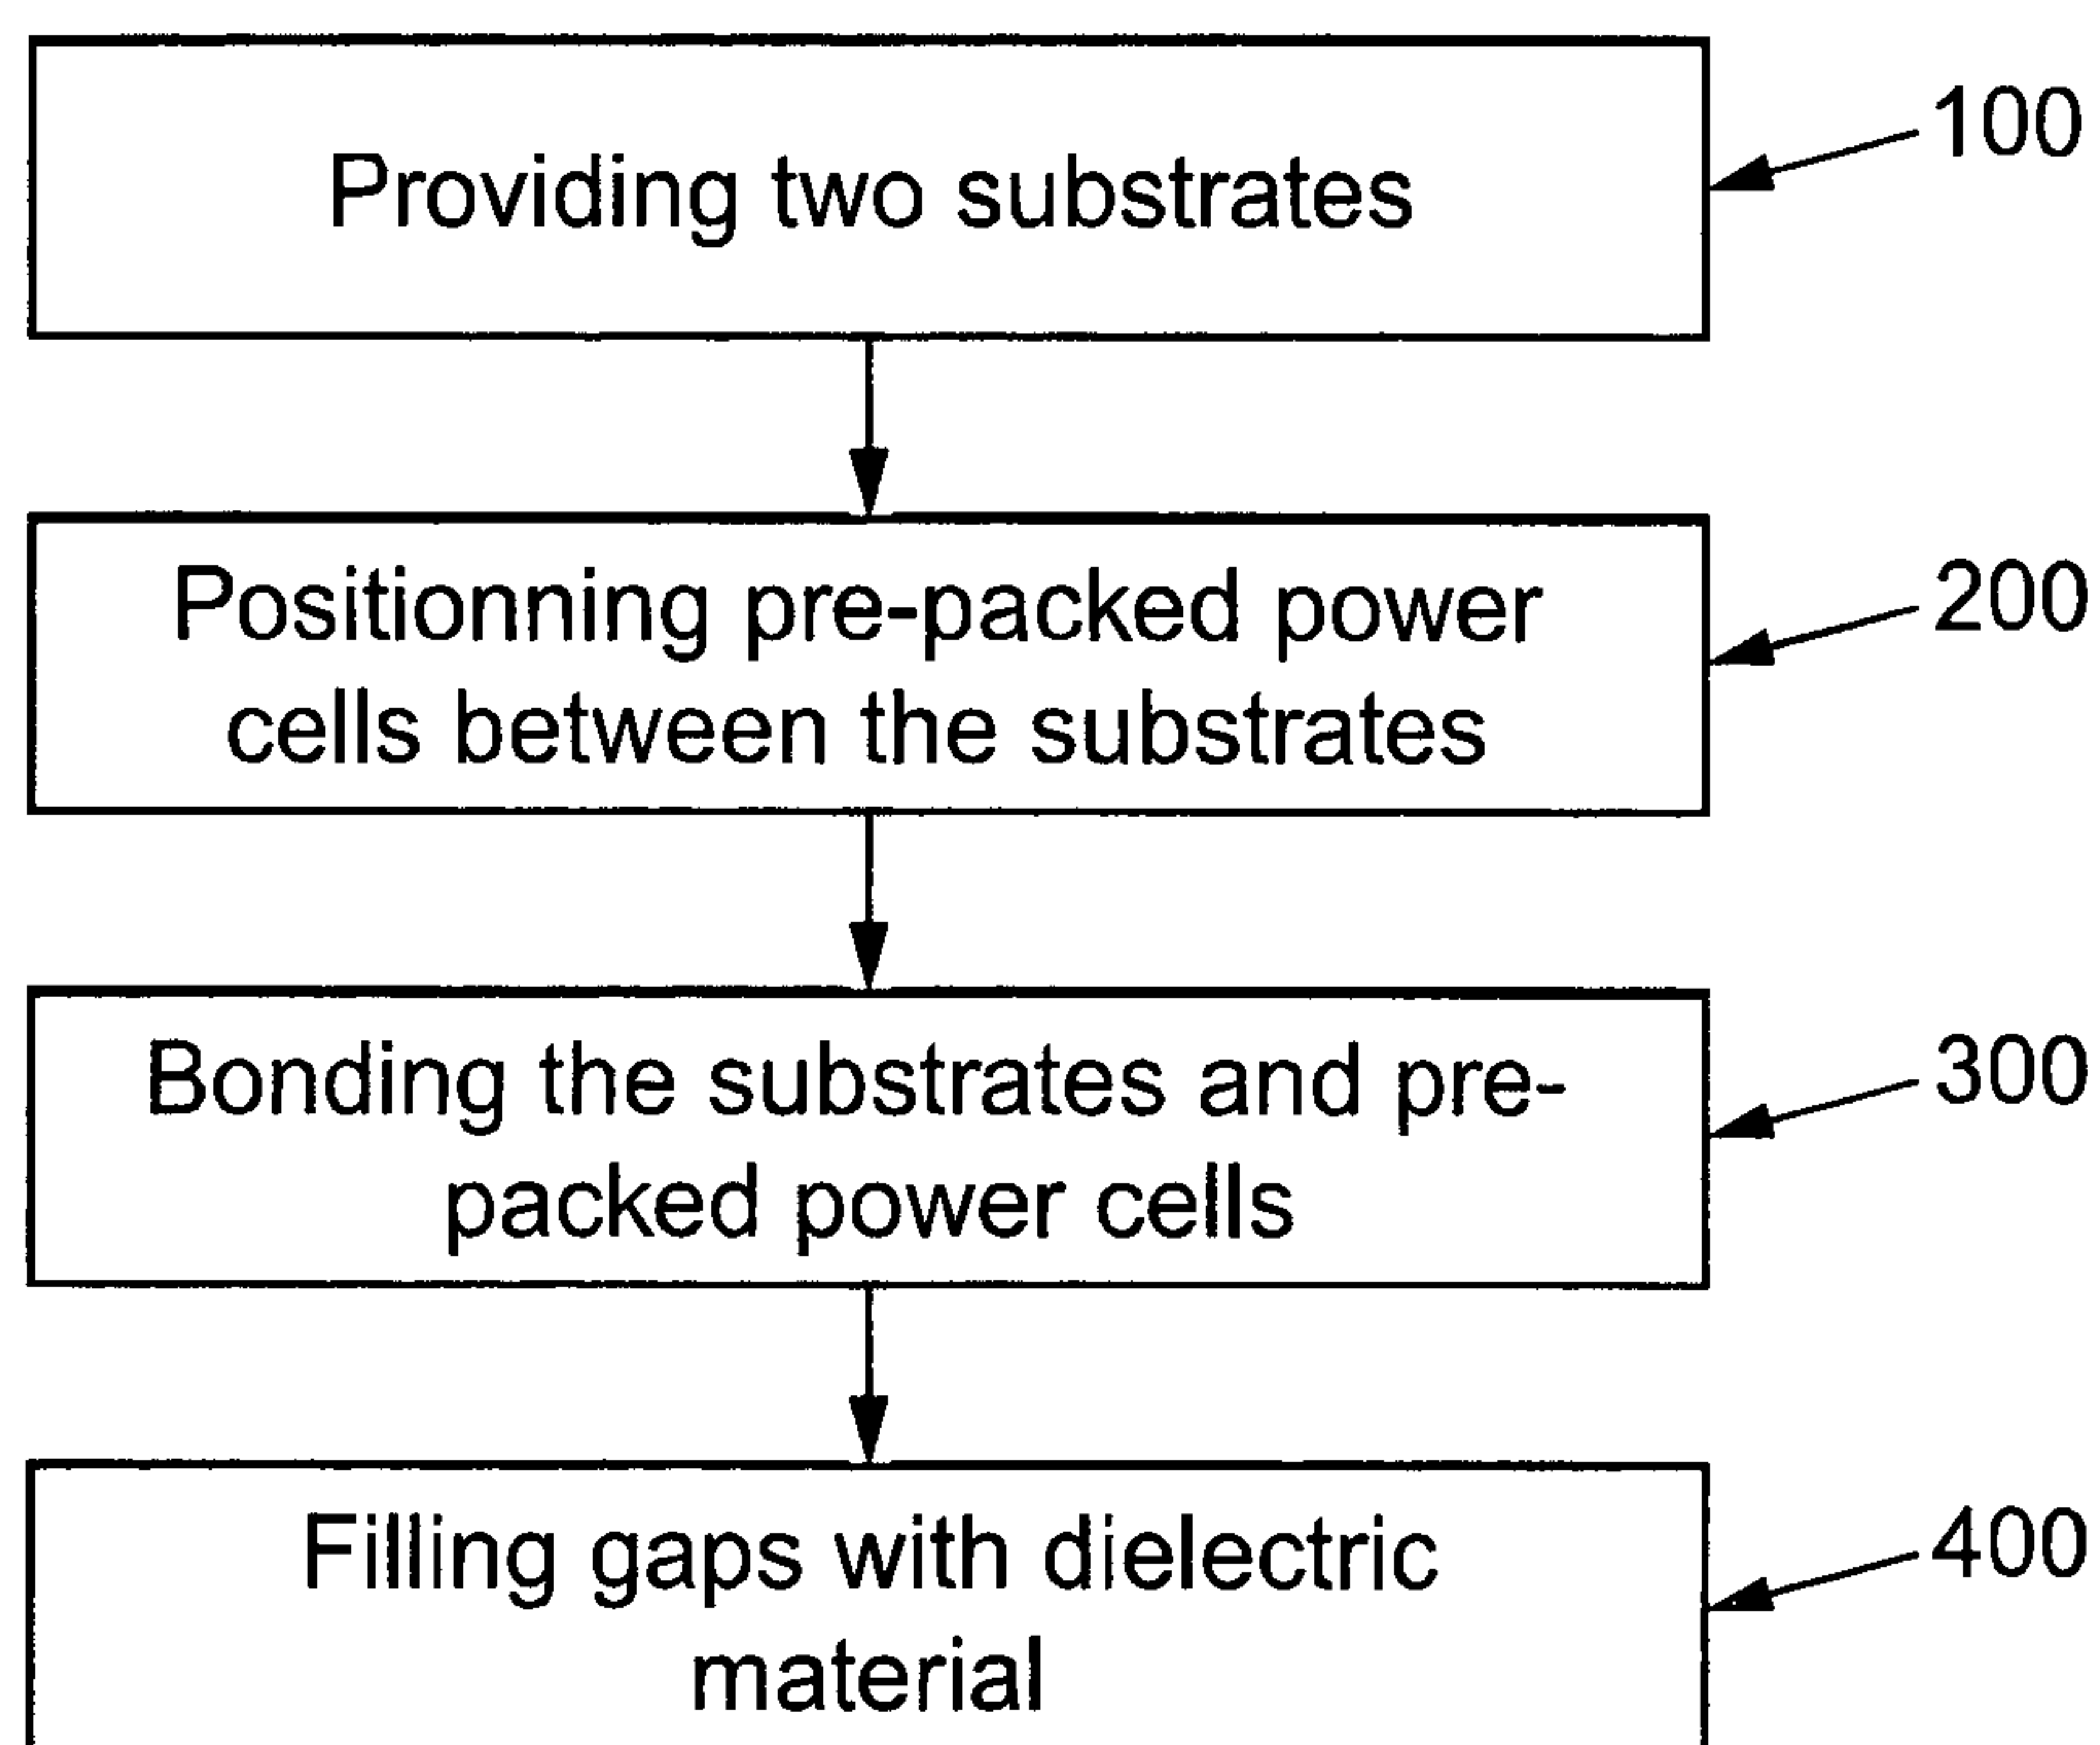 Providing two substrates
100
Positionning pre-packed power
cells between the substrates
200
Bonding the substrates and pre-
packed power cells
300
Filling gaps with dielectric
material
400